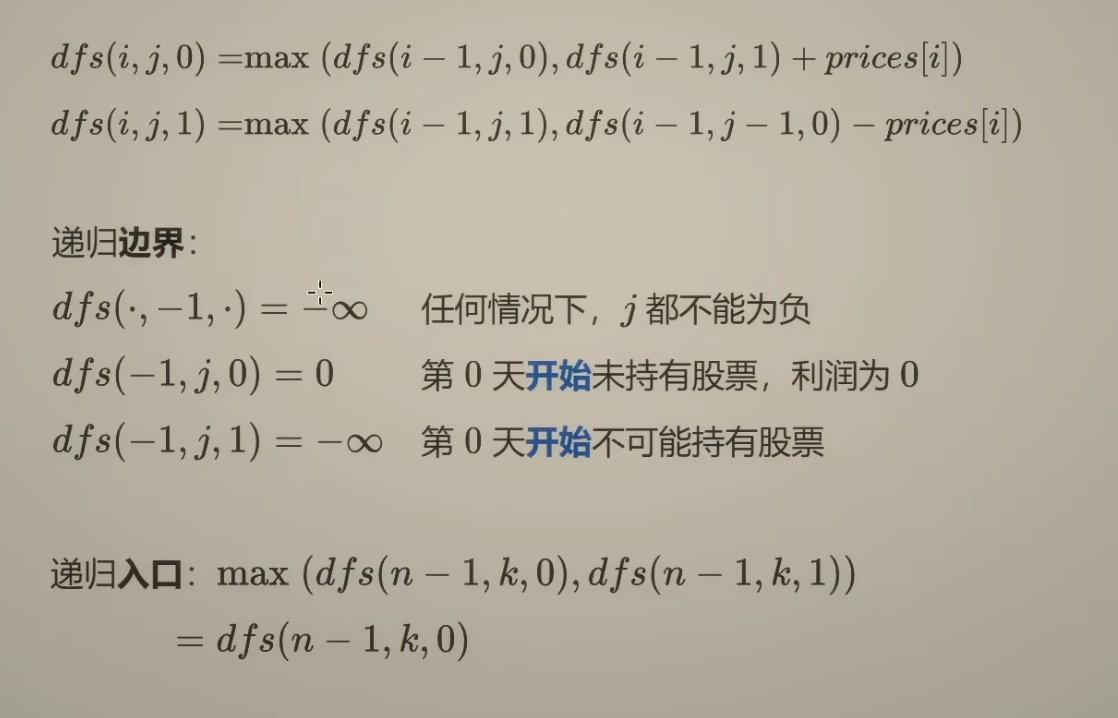 dfs(i, j, 0) =max (dfs(i − 1, j, 0), dfs(i − 1, j, 1) + prices[i])
dfs(i, j, 1) =max (dfs(i − 1, j, 1), dfs(i − 1, j − 1, 0) − prices[i])
递归边界：
dfs(·, −1, ·) = −∞ 任何情况下，j 都不能为负
dfs(−1, j, 0) = 0 第 0 天开始未持有股票，利润为 0
dfs(−1, j, 1) = −∞ 第 0 天开始不可能持有股票
递归入口：max (dfs(n − 1, k, 0), dfs(n − 1, k, 1))
= dfs(n − 1, k, 0)